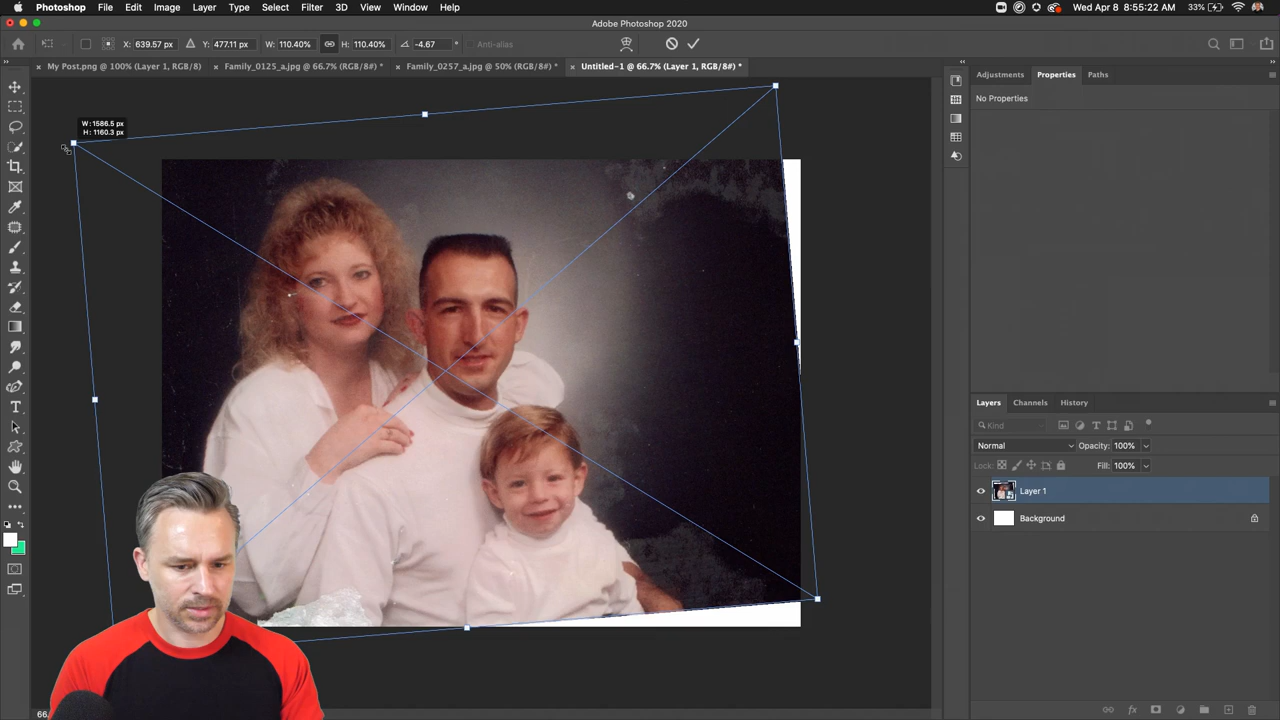 Photoshop File Edit Image Layer Type Select Filter 3D View Window Help 33% Wed Apr 8 8:55:22 AM
Adobe Photoshop 2020
X: 639.57 px Y: 477.11 px W: 110.40% H: 110.40% -4.67 ° Anti-alias
× My Post.png @ 100% (Layer 1, RGB/8) × Family_0125_a.jpg @ 66.7% (RGB/8#) * × Family_0257_a.jpg @ 50% (RGB/8#) * × Untitled-1 @ 66.7% (Layer 1, RGB/8#) *
Adjustments Properties Paths
No Properties
W: 1586.5 px
H: 1160.3 px
Layers Channels History
Kind
Normal Opacity: 100%
Lock: Fill: 100%
Layer 1
Background
66.